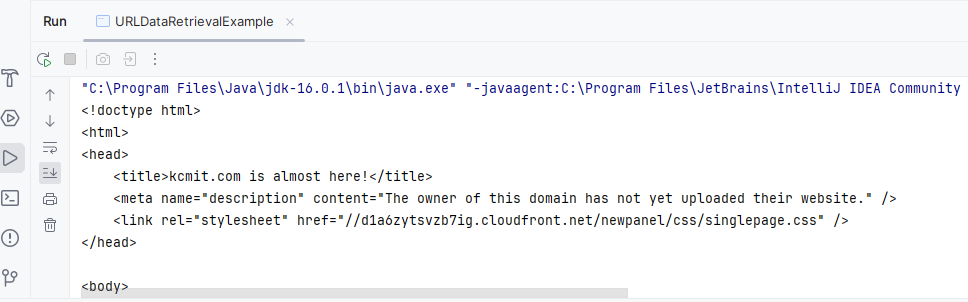 Run URLDataRetrievalExample
"C:\Program Files\Java\jdk-16.0.1\bin\java.exe" "-javaagent:C:\Program Files\JetBrains\IntelliJ IDEA Community
<!doctype html>
<html>
<head>
    <title>kcmit.com is almost here!</title>
    <meta name="description" content="The owner of this domain has not yet uploaded their website." />
    <link rel="stylesheet" href="//d1a6zytsvzb7ig.cloudfront.net/newpanel/css/singlepage.css" />
</head>
<body>